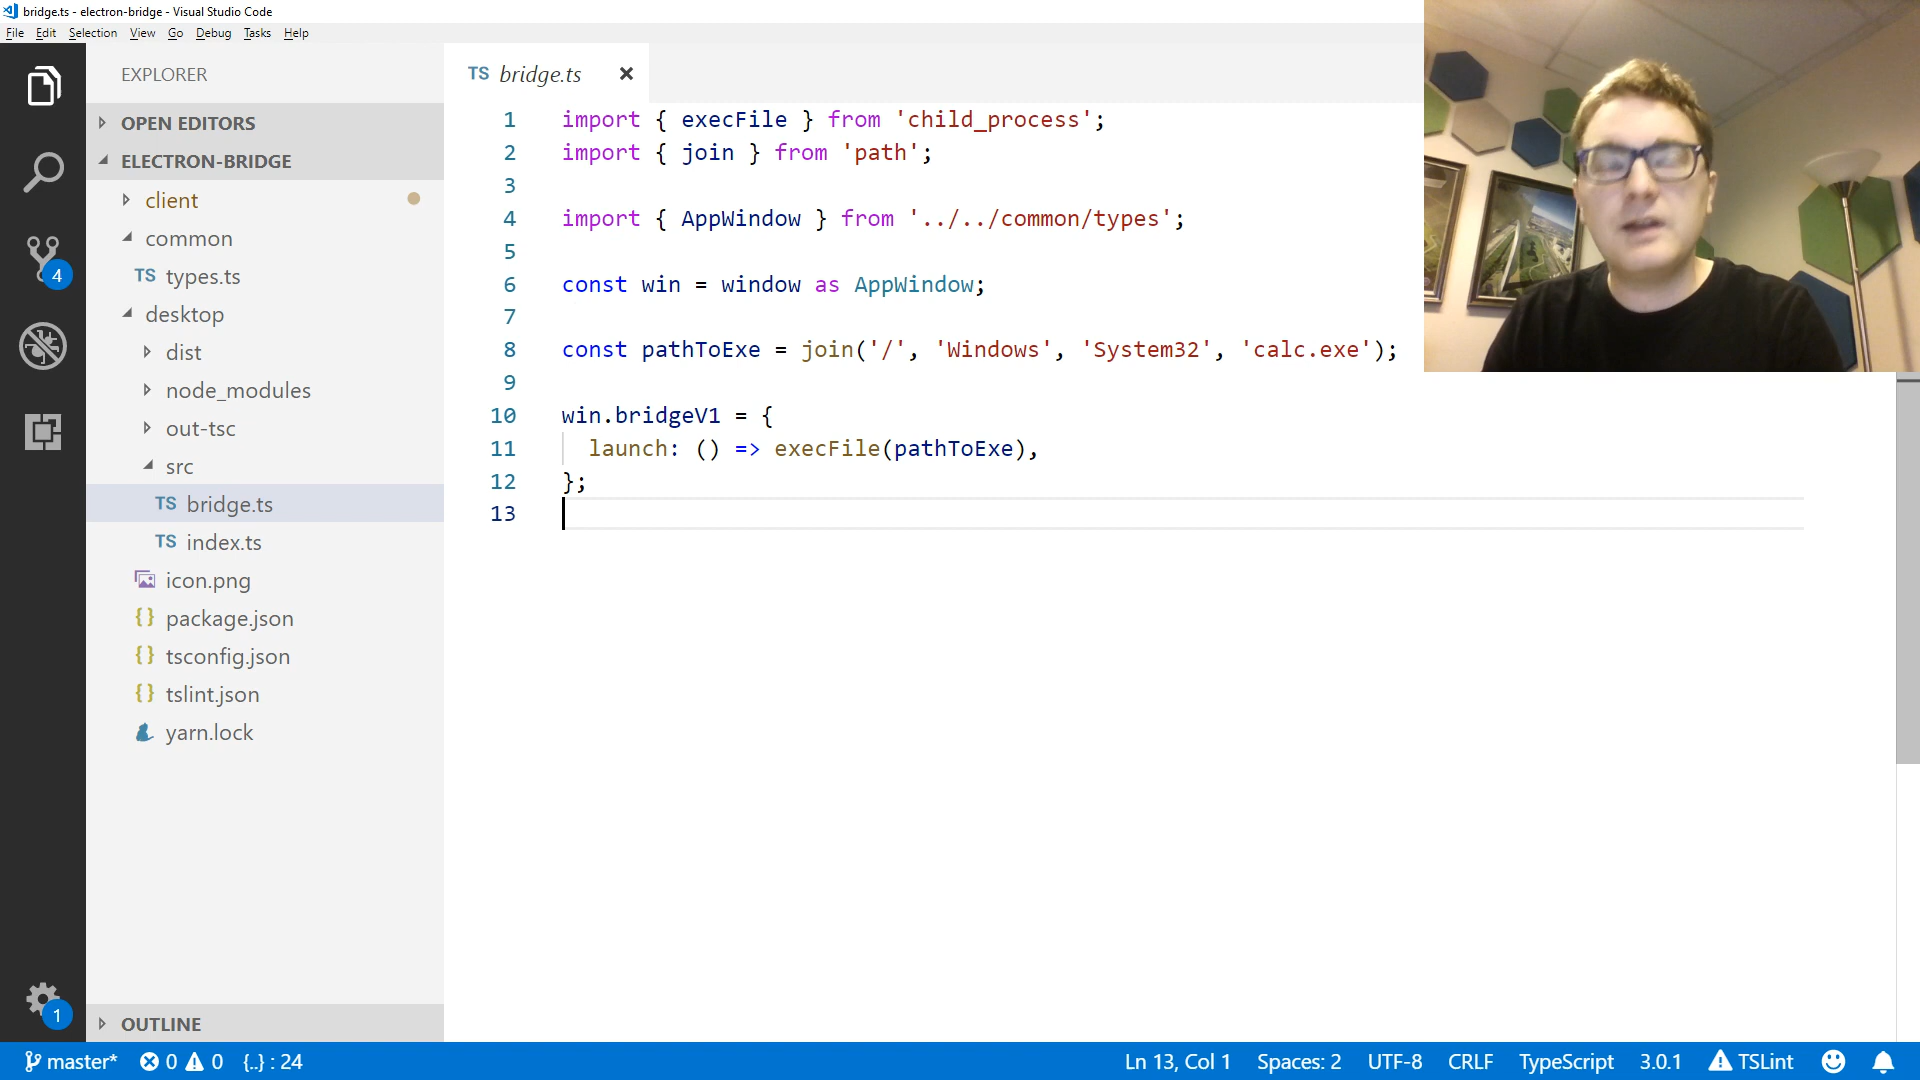 bridge.ts - electron-bridge - Visual Studio Code
File Edit Selection View Go Debug Tasks Help
EXPLORER
OPEN EDITORS
ELECTRON-BRIDGE
client
common
TS types.ts
desktop
dist
node_modules
out-tsc
src
TS bridge.ts
TS index.ts
icon.png
{} package.json
{} tsconfig.json
{} tslint.json
yarn.lock
OUTLINE
4
1
TS bridge.ts ×
1 import { execFile } from 'child_process';
2 import { join } from 'path';
3
4 import { AppWindow } from '../../common/types';
5
6 const win = window as AppWindow;
7
8 const pathToExe = join('/', 'Windows', 'System32', 'calc.exe');
9
10 win.bridgeV1 = {
11 launch: () => execFile(pathToExe),
12 };
13
master* 0 0 {..} : 24 Ln 13, Col 1 Spaces: 2 UTF-8 CRLF TypeScript 3.0.1 TSLint